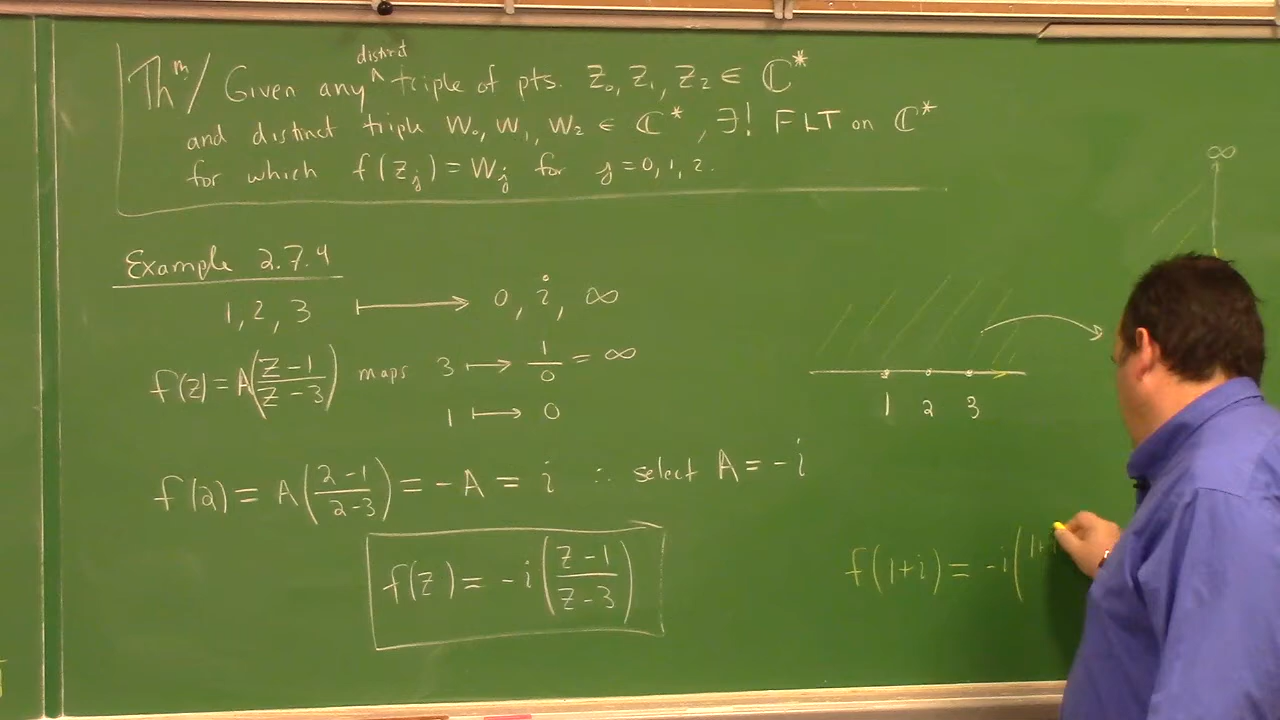 Thᵐ/ Given any distinct triple of pts. Z₀, Z₁, Z₂ ∈ ℂ*
and distinct triple W₀, W₁, W₂ ∈ ℂ*, ∃! FLT on ℂ*
for which f(Z_j) = W_j for j = 0, 1, 2.
Example 2.7.4
1, 2, 3 ⟼ 0, i, ∞
f(z) = A((z-1)/(z-3)) maps 3 ⟼ 1/0 = ∞
1 ⟼ 0
f(2) = A((2-1)/(2-3)) = -A = i ∴ select A = -i
f(z) = -i((z-1)/(z-3))
∞
1 2 3
f(1+i) = -i(1+i